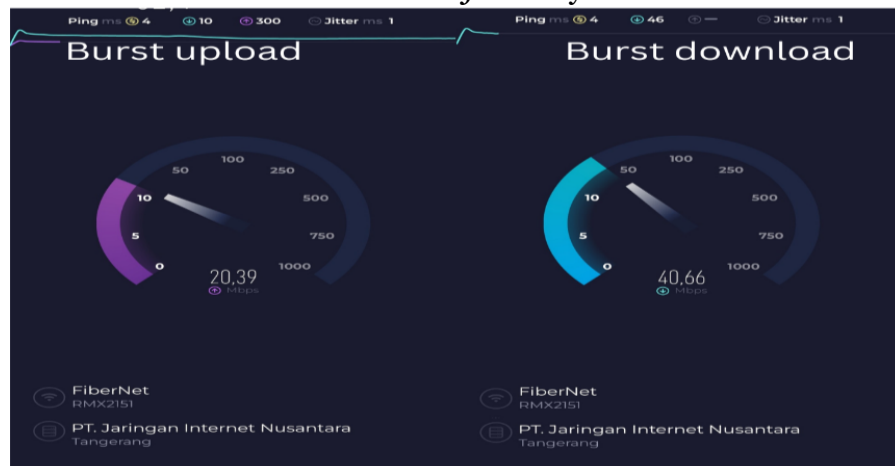 Ping ms 4 10 300 Jitter ms 1
Burst upload
0
5
10
50
100
250
500
750
1000
20,39
Mbps
FiberNet
RMX2151
PT. Jaringan Internet Nusantara
Tangerang
Ping ms 4 46 — Jitter ms 1
Burst download
0
5
10
50
100
250
500
750
1000
40,66
Mbps
FiberNet
RMX2151
PT. Jaringan Internet Nusantara
Tangerang